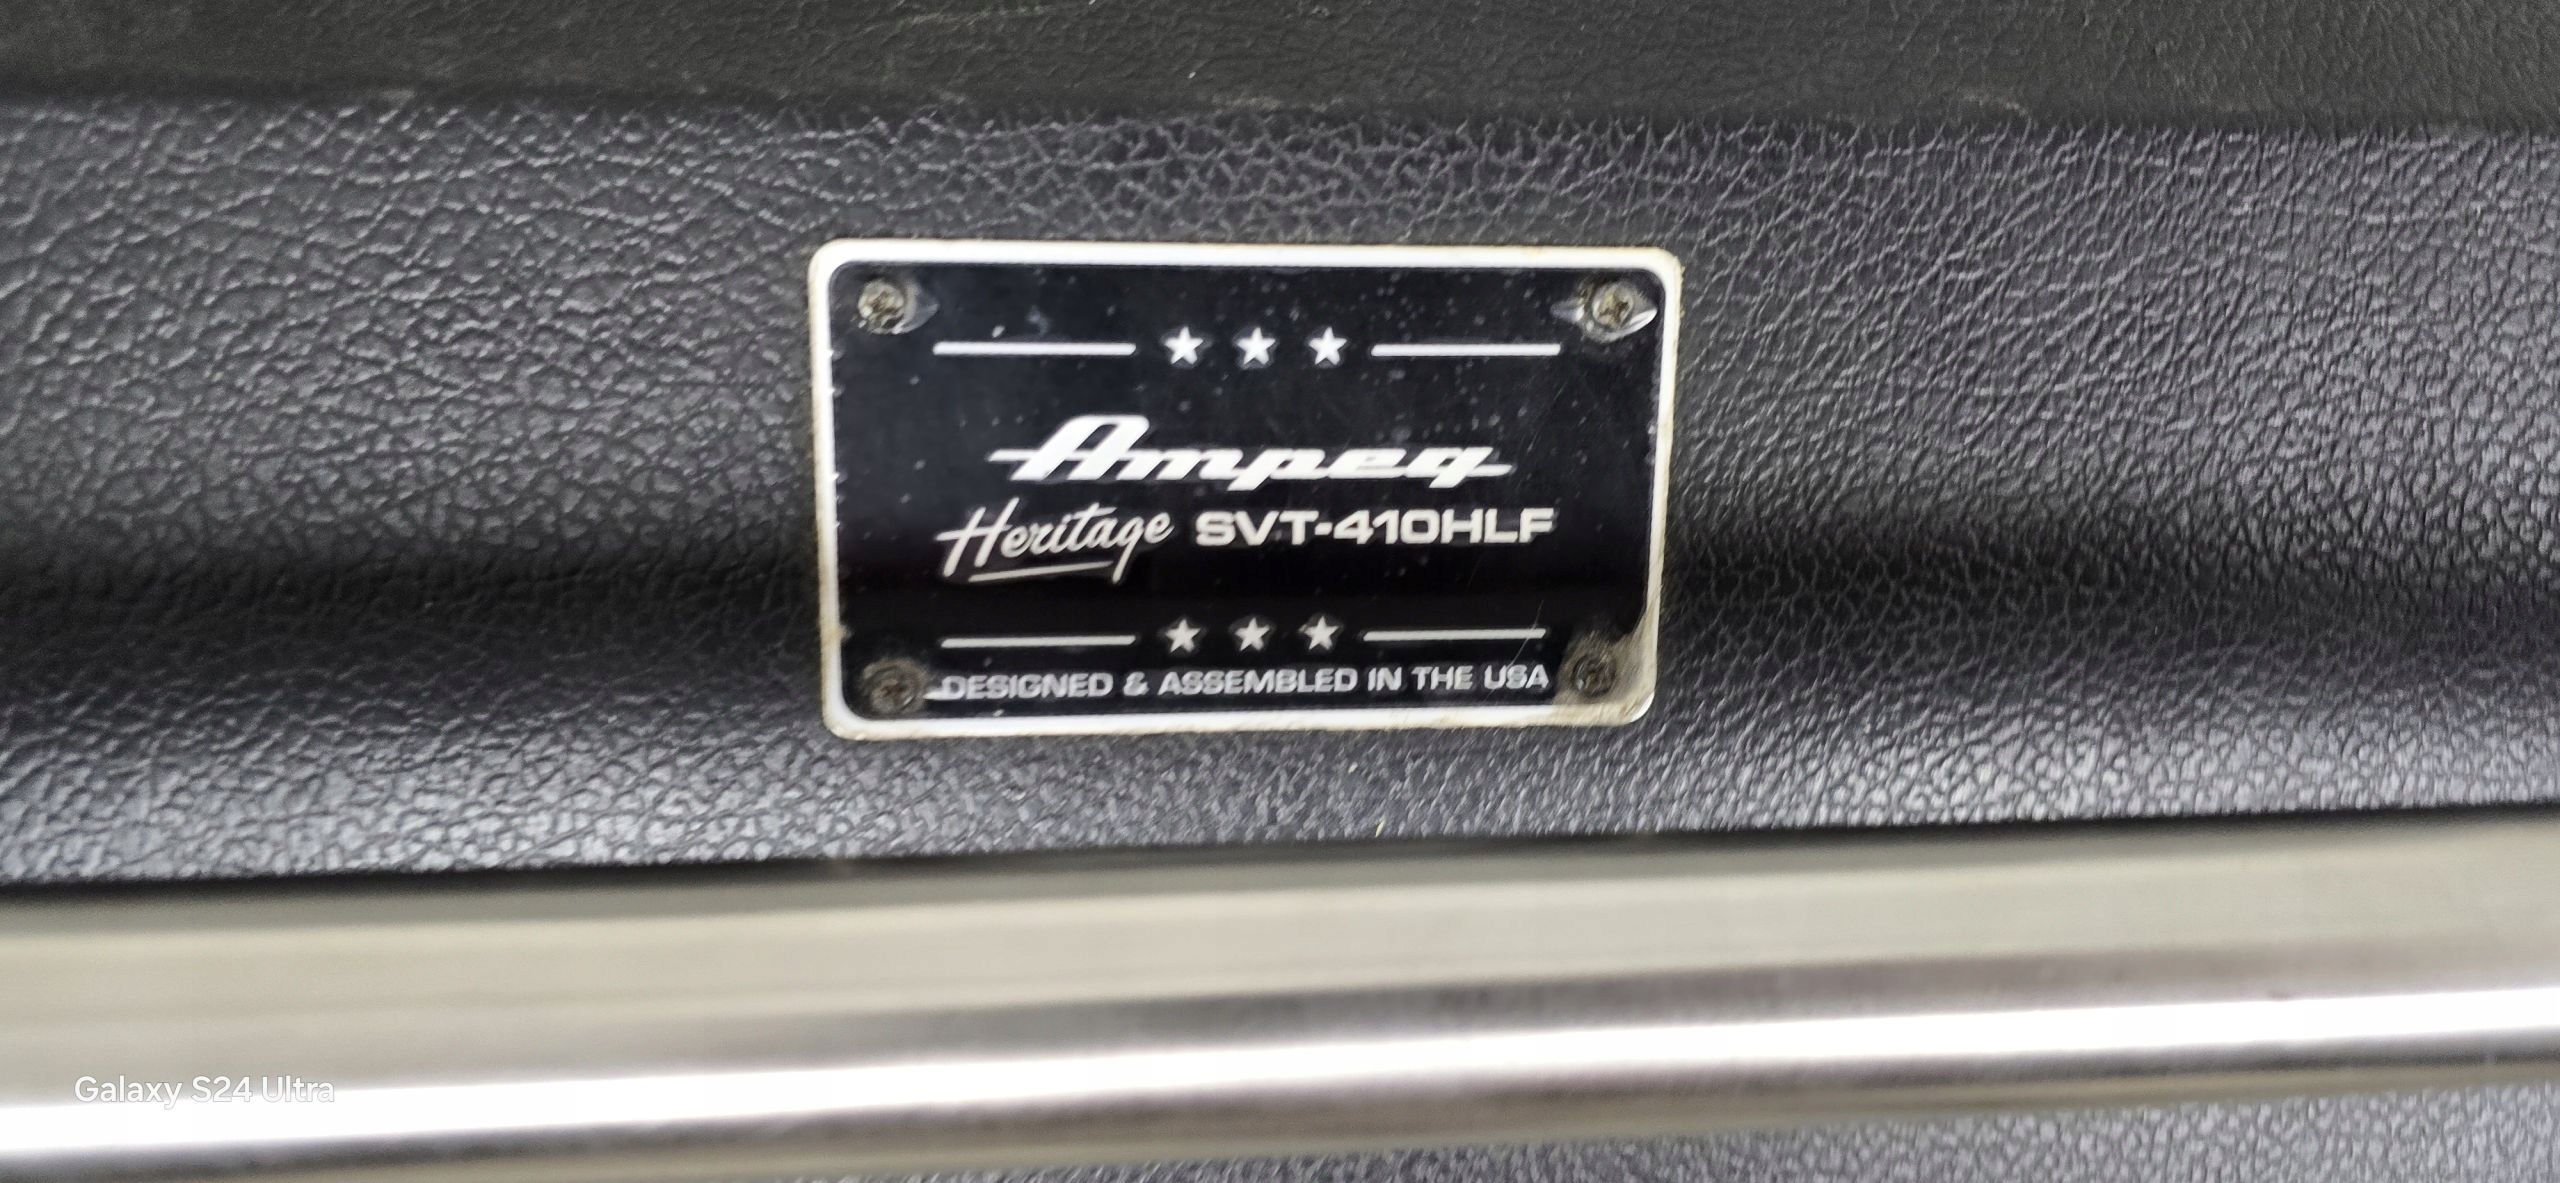 Ampeg
Heritage SVT-410HLF
DESIGNED & ASSEMBLED IN THE USA
Galaxy S24 Ultra